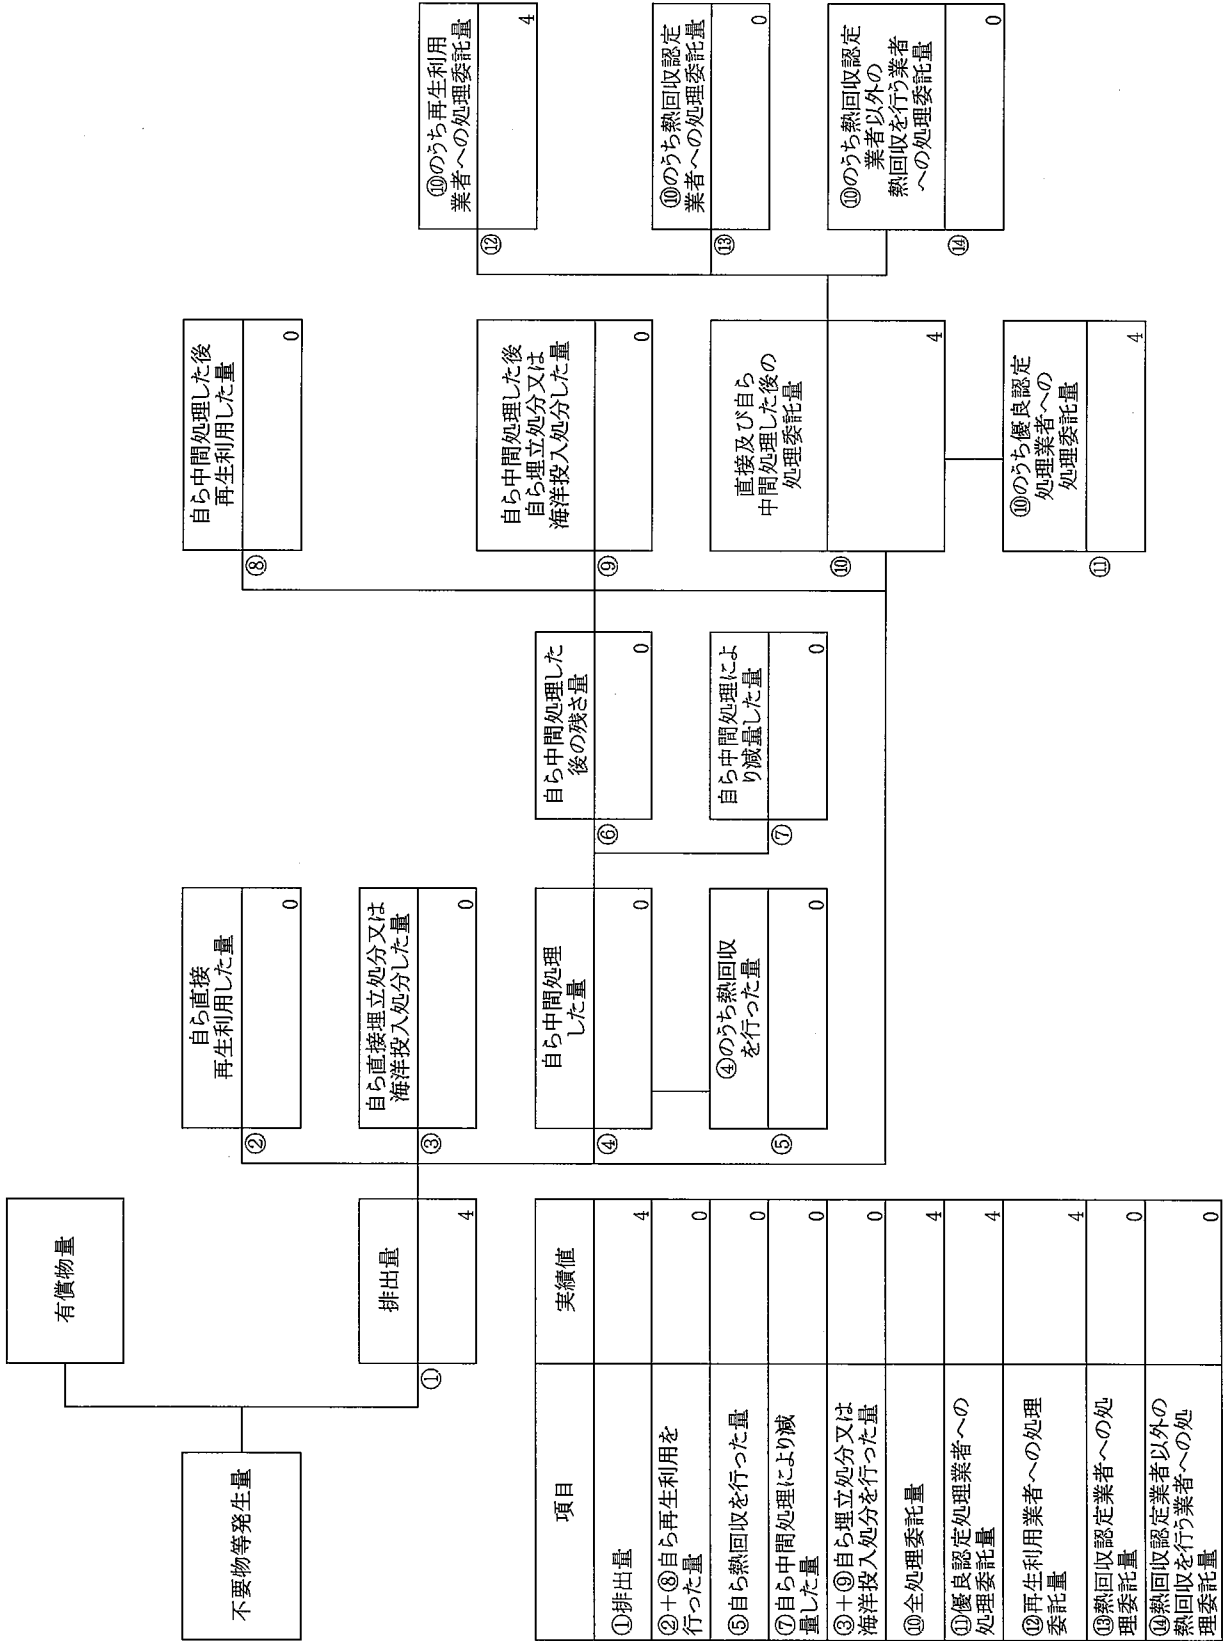 有償物量
不要物等発生量
①
排出量
4
②
自ら直接
再生利用した量
0
③
自ら直接埋立処分又は
海洋投入処分した量
0
④
自ら中間処理
した量
0
⑤
④のうち熱回収
を行った量
0
⑥
自ら中間処理した
後の残さ量
0
⑦
自ら中間処理によ
り減量した量
0
⑧
自ら中間処理した後
再生利用した量
0
⑨
自ら中間処理した後
自ら埋立処分又は
海洋投入処分した量
0
⑩
直接及び自ら
中間処理した後の
処理委託量
4
⑪
⑩のうち優良認定
処理業者への
処理委託量
4
⑫
⑩のうち再生利用
業者への処理委託量
4
⑬
⑩のうち熱回収認定
業者への処理委託量
0
⑭
⑩のうち熱回収認定
業者以外の
熱回収を行う業者
への処理委託量
0
項目 実績値
①排出量 4
②+⑧自ら再生利用を
行った量 0
⑤自ら熱回収を行った量 0
⑦自ら中間処理により減
量した量 0
③+⑨自ら埋立処分又は
海洋投入処分を行った量 0
⑩全処理委託量 4
⑪優良認定処理業者への
処理委託量 4
⑫再生利用業者への処理
委託量 4
⑬熱回収認定業者への処
理委託量 0
⑭熱回収認定業者以外の
熱回収を行う業者への処
理委託量 0